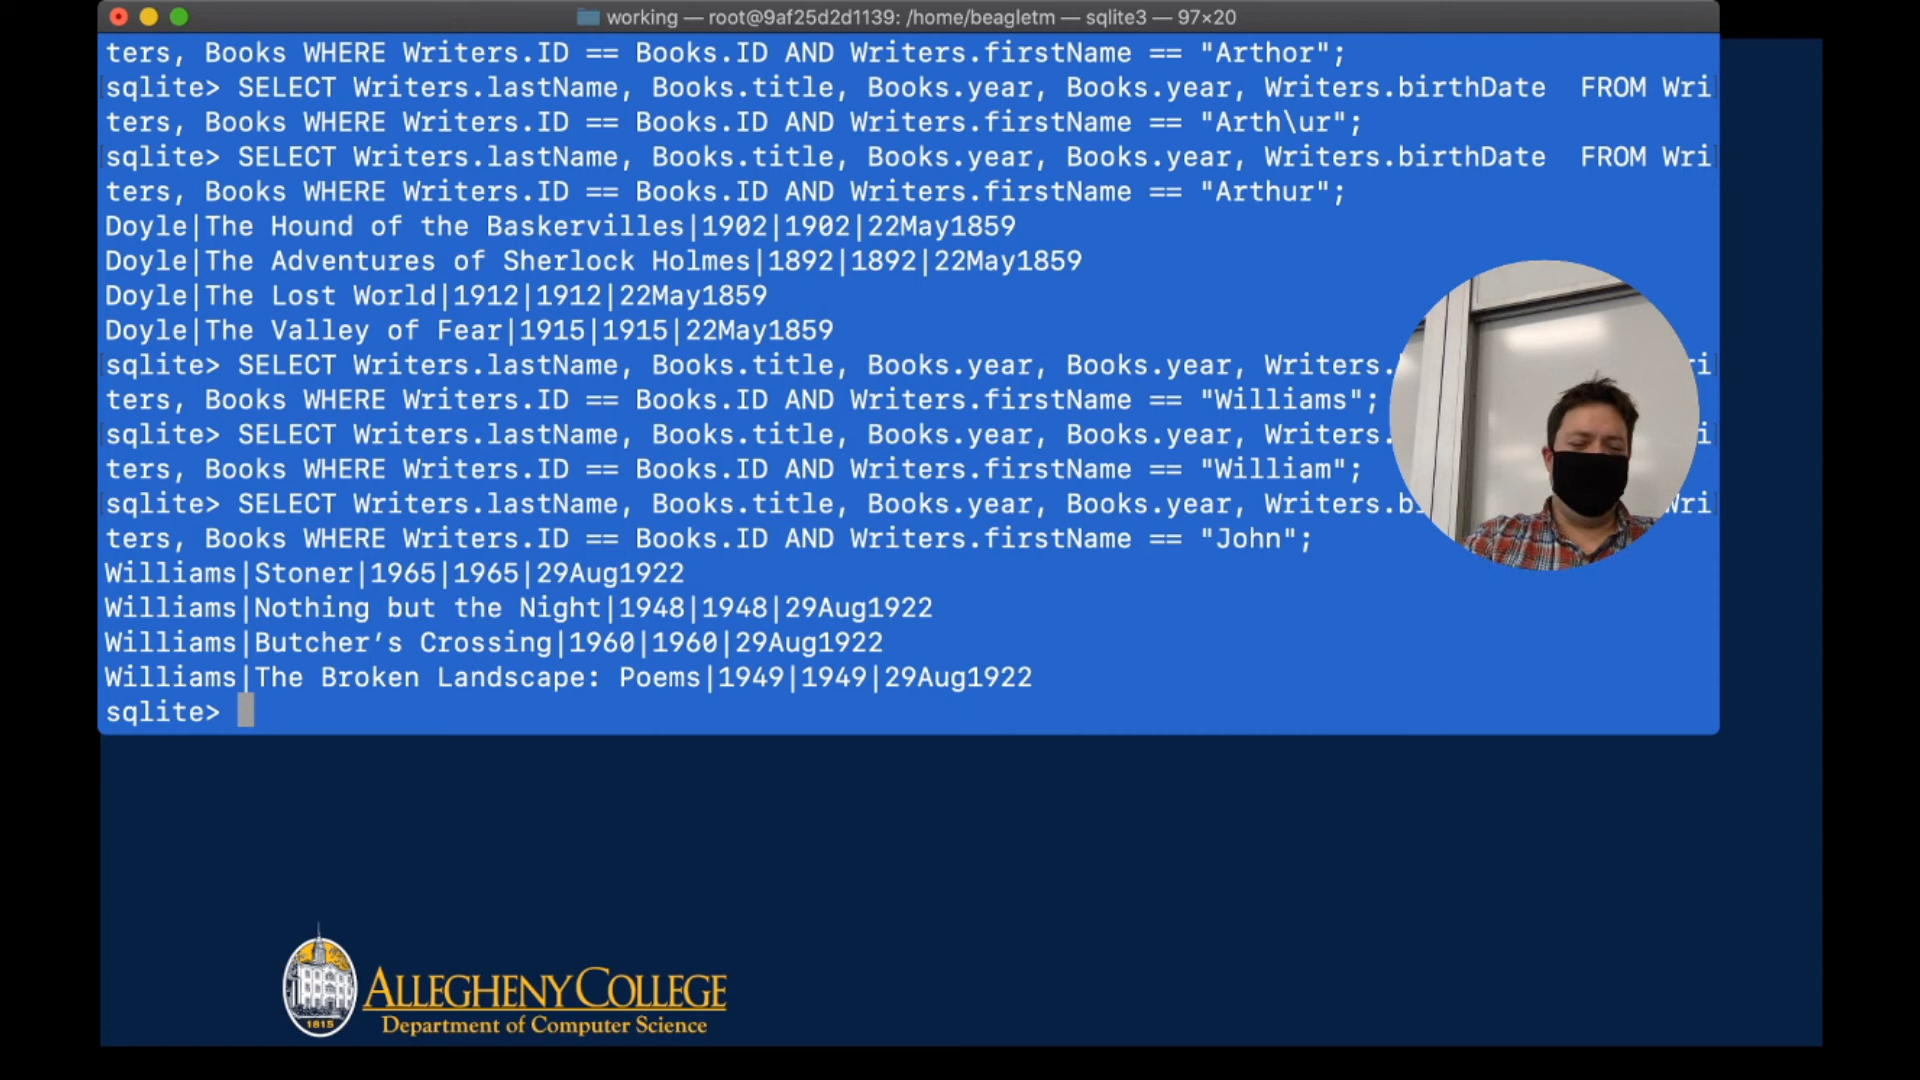 working — root@9af25d2d1139: /home/beagletm — sqlite3 — 97×20
ters, Books WHERE Writers.ID == Books.ID AND Writers.firstName == "Arthor";
sqlite> SELECT Writers.lastName, Books.title, Books.year, Books.year, Writers.birthDate  FROM Wri
ters, Books WHERE Writers.ID == Books.ID AND Writers.firstName == "Arth\ur";
sqlite> SELECT Writers.lastName, Books.title, Books.year, Books.year, Writers.birthDate  FROM Wri
ters, Books WHERE Writers.ID == Books.ID AND Writers.firstName == "Arthur";
Doyle|The Hound of the Baskervilles|1902|1902|22May1859
Doyle|The Adventures of Sherlock Holmes|1892|1892|22May1859
Doyle|The Lost World|1912|1912|22May1859
Doyle|The Valley of Fear|1915|1915|22May1859
sqlite> SELECT Writers.lastName, Books.title, Books.year, Books.year, Writers. ri
ters, Books WHERE Writers.ID == Books.ID AND Writers.firstName == "Williams";
sqlite> SELECT Writers.lastName, Books.title, Books.year, Books.year, Writers. ri
ters, Books WHERE Writers.ID == Books.ID AND Writers.firstName == "William";
sqlite> SELECT Writers.lastName, Books.title, Books.year, Books.year, Writers.bi Wri
ters, Books WHERE Writers.ID == Books.ID AND Writers.firstName == "John";
Williams|Stoner|1965|1965|29Aug1922
Williams|Nothing but the Night|1948|1948|29Aug1922
Williams|Butcher’s Crossing|1960|1960|29Aug1922
Williams|The Broken Landscape: Poems|1949|1949|29Aug1922
sqlite>
1815
ALLEGHENY COLLEGE
Department of Computer Science